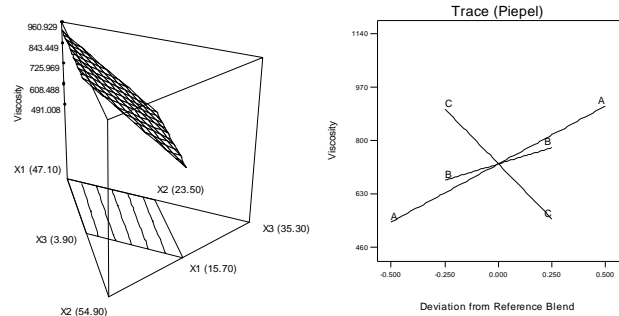 960.929
843.449
725.969
608.488
491.008
Viscosity
X1 (47.10)
X2 (23.50)
X3 (3.90)
X3 (35.30)
X1 (15.70)
X2 (54.90)
Trace (Piepel)
1140
970
800
630
460
Viscosity
C
A
B
B
A
C
-0.500
-0.250
0.000
0.250
0.500
Deviation from Reference Blend